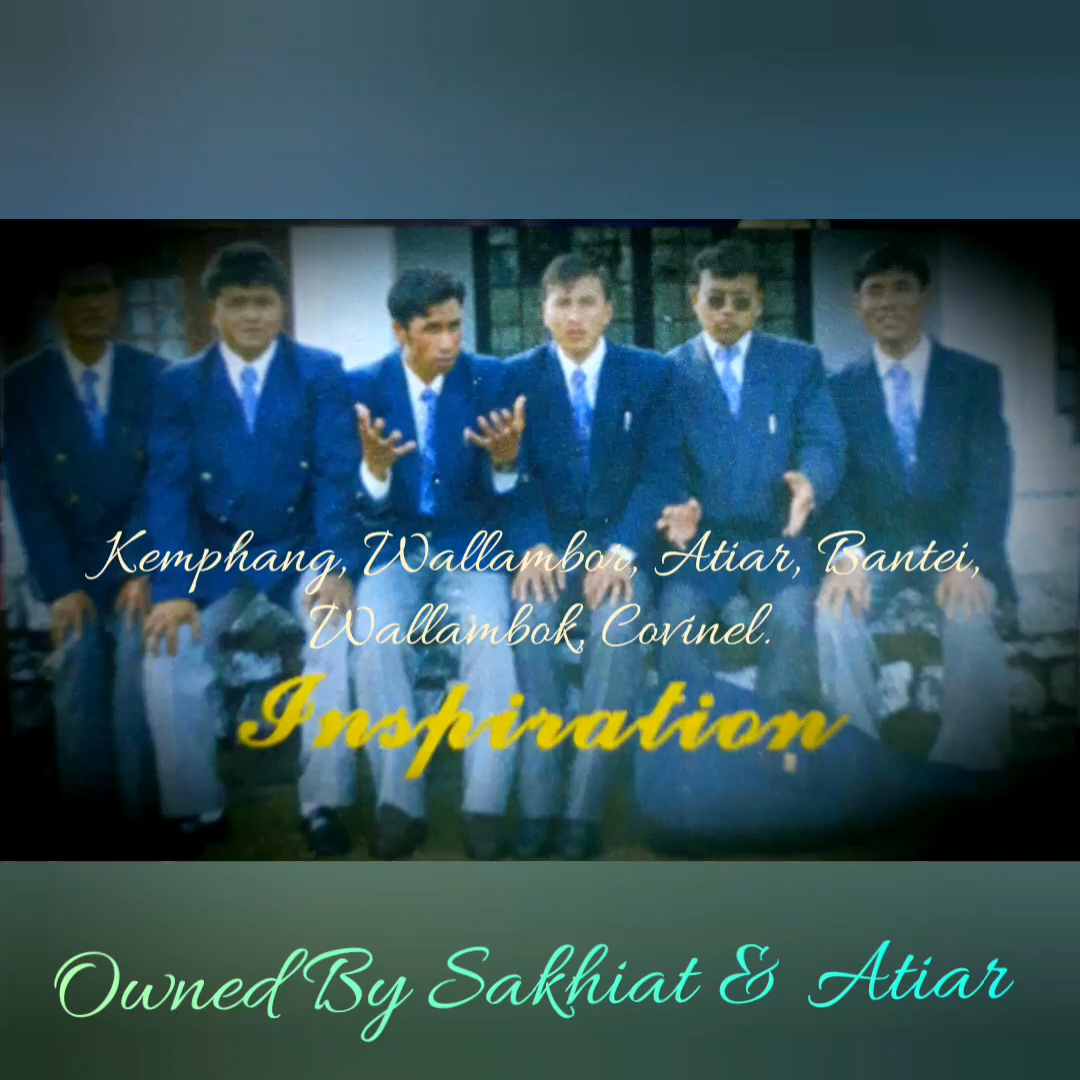 Kemphang, Wallambor, Atiar, Bantei,
Wallambok, Covinel.
Inspiration
Owned By Sakhiat & Atiar